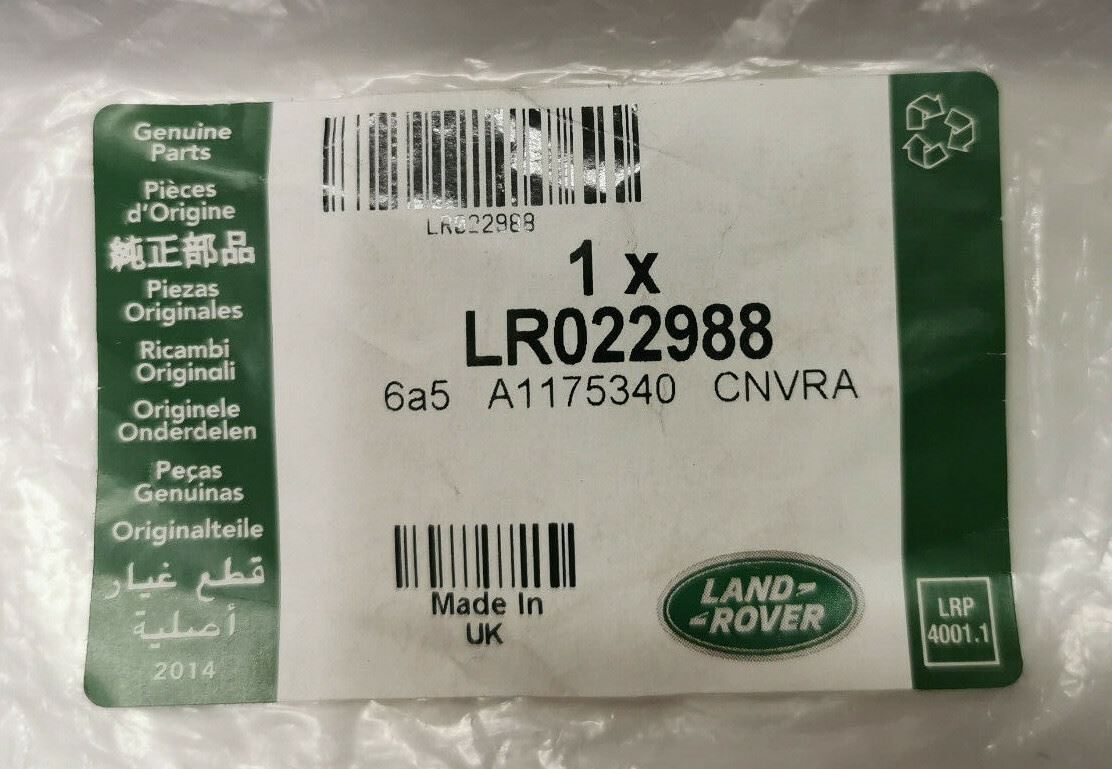 Genuine
Parts
Pièces
d'Origine
純正部品
Piezas
Originales
Ricambi
Originali
Originele
Onderdelen
Peças
Genuinas
Originalteile
قطع غيار
أصلية
2014
LR022988
1 x
LR022988
6a5 A1175340 CNVRA
Made In
UK
LAND-
-ROVER
LRP
4001.1